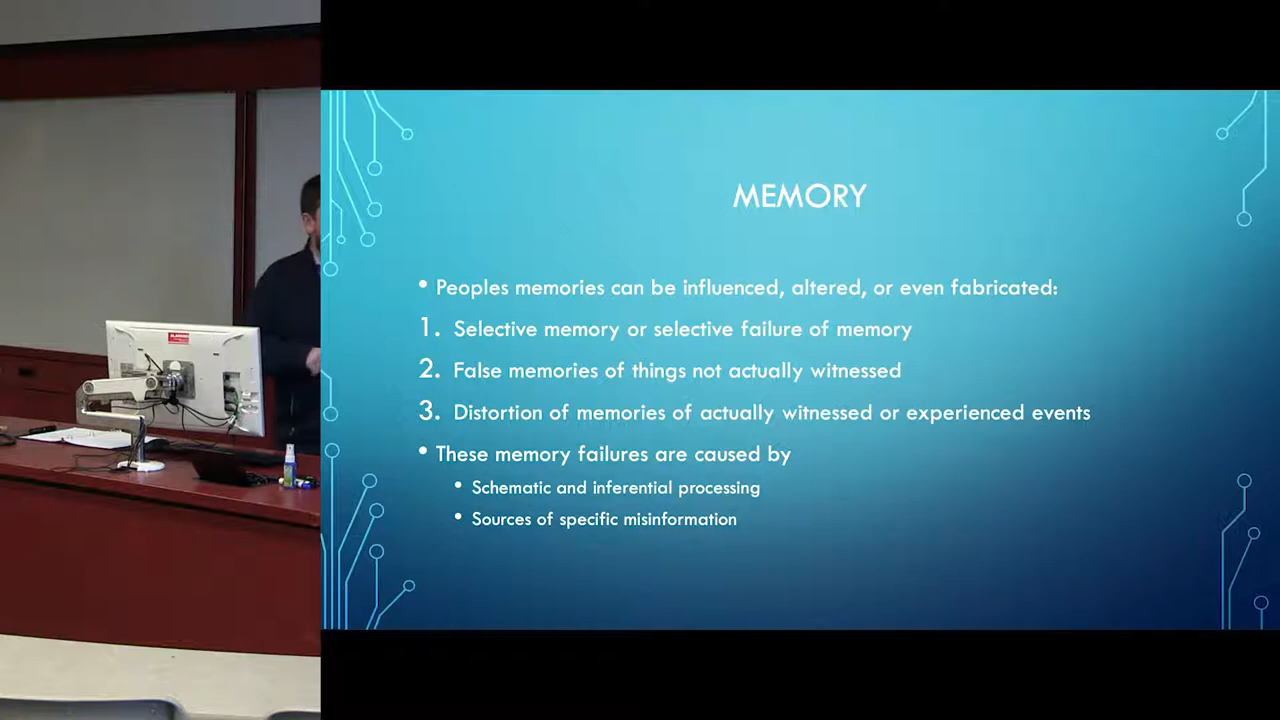 MEMORY
• Peoples memories can be influenced, altered, or even fabricated:
1. Selective memory or selective failure of memory
2. False memories of things not actually witnessed
3. Distortion of memories of actually witnessed or experienced events
• These memory failures are caused by
• Schematic and inferential processing
• Sources of specific misinformation